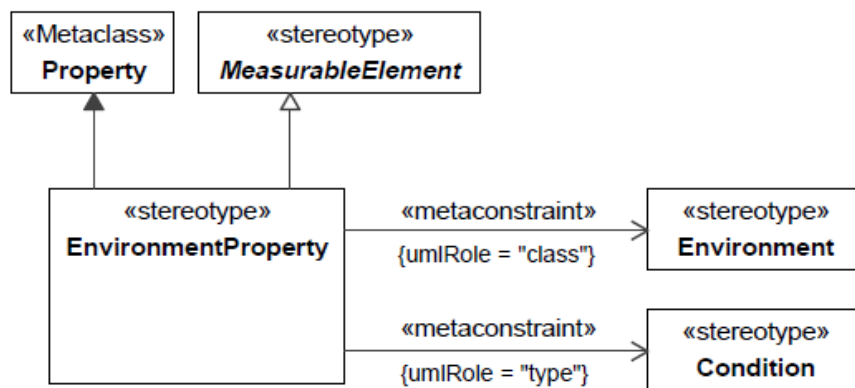 «Metaclass»
Property
«stereotype»
MeasurableElement
«stereotype»
EnvironmentProperty
«metaconstraint»
{umlRole = "class"}
«stereotype»
Environment
«metaconstraint»
{umlRole = "type"}
«stereotype»
Condition